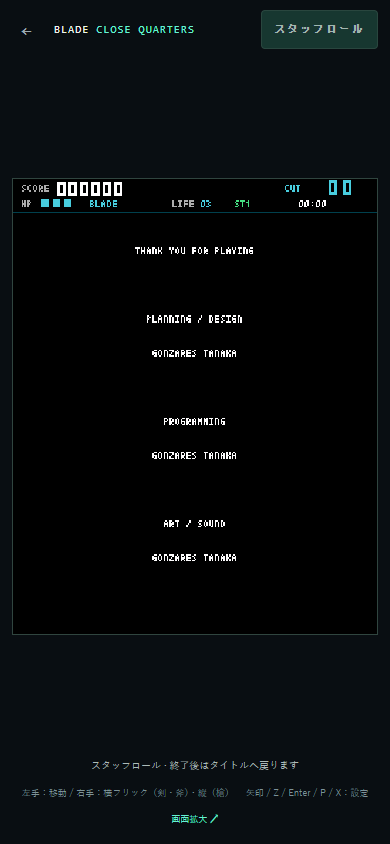 ← BLADE CLOSE QUARTERS スタッフロール
SCORE 000000 CUT 00
HP BLADE LIFE 03 ST1 00:00
THANK YOU FOR PLAYING
PLANNING / DESIGN
GONZARES TANAKA
PROGRAMMING
GONZARES TANAKA
ART / SOUND
GONZARES TANAKA
スタッフロール · 終了後はタイトルへ戻ります
左手：移動 / 右手：横フリック（剣・斧）・縦（槍） 矢印 / Z / Enter / P / X：設定
画面拡大 ⤢